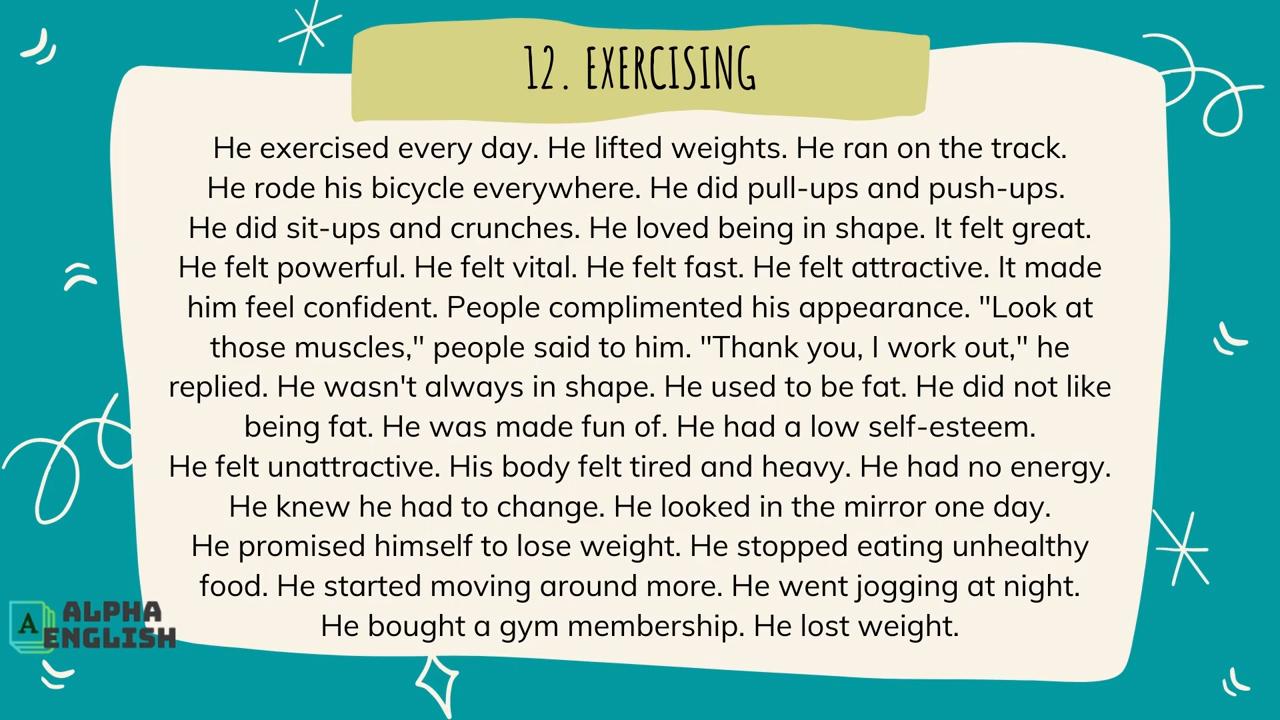 12. EXERCISING
He exercised every day. He lifted weights. He ran on the track.
He rode his bicycle everywhere. He did pull-ups and push-ups.
He did sit-ups and crunches. He loved being in shape. It felt great.
He felt powerful. He felt vital. He felt fast. He felt attractive. It made
him feel confident. People complimented his appearance. "Look at
those muscles," people said to him. "Thank you, I work out," he
replied. He wasn't always in shape. He used to be fat. He did not like
being fat. He was made fun of. He had a low self-esteem.
He felt unattractive. His body felt tired and heavy. He had no energy.
He knew he had to change. He looked in the mirror one day.
He promised himself to lose weight. He stopped eating unhealthy
food. He started moving around more. He went jogging at night.
He bought a gym membership. He lost weight.
A
ALPHA
ENGLISH